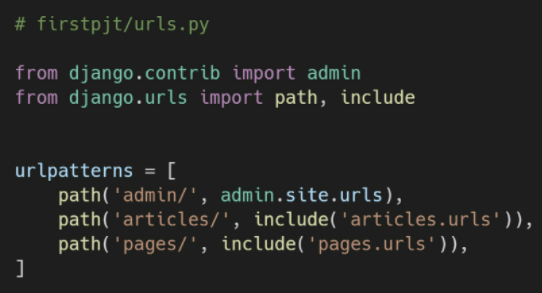 # firstpjt/urls.py
from django.contrib import admin
from django.urls import path, include
urlpatterns = [
    path('admin/', admin.site.urls),
    path('articles/', include('articles.urls')),
    path('pages/', include('pages.urls')),
]